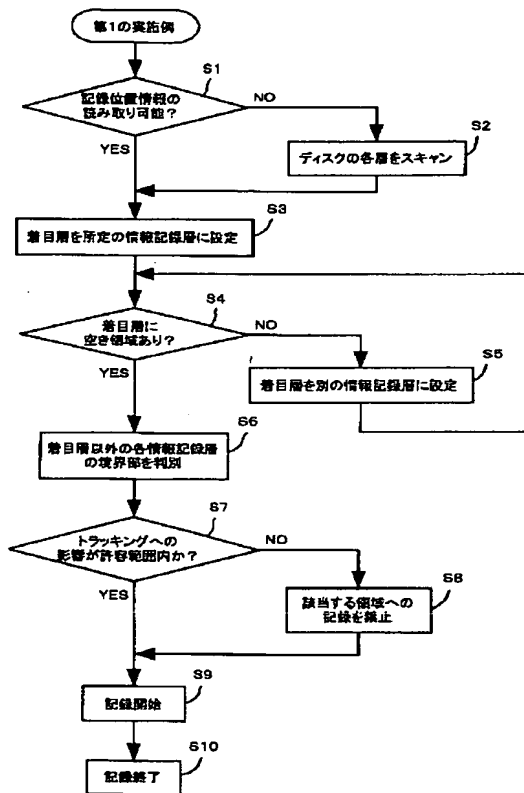 第1の実施例
S1
記録位置情報の
読み取り可能？
NO
YES
S2
ディスクの各層をスキャン
S3
着目層を所定の情報記録層に設定
S4
着目層に
空き領域あり？
NO
YES
S5
着目層を別の情報記録層に設定
S6
着目層以外の各情報記録層
の境界部を判別
S7
トラッキングへの
影響が許容範囲内か？
NO
YES
S8
該当する領域への
記録を禁止
S9
記録開始
S10
記録終了